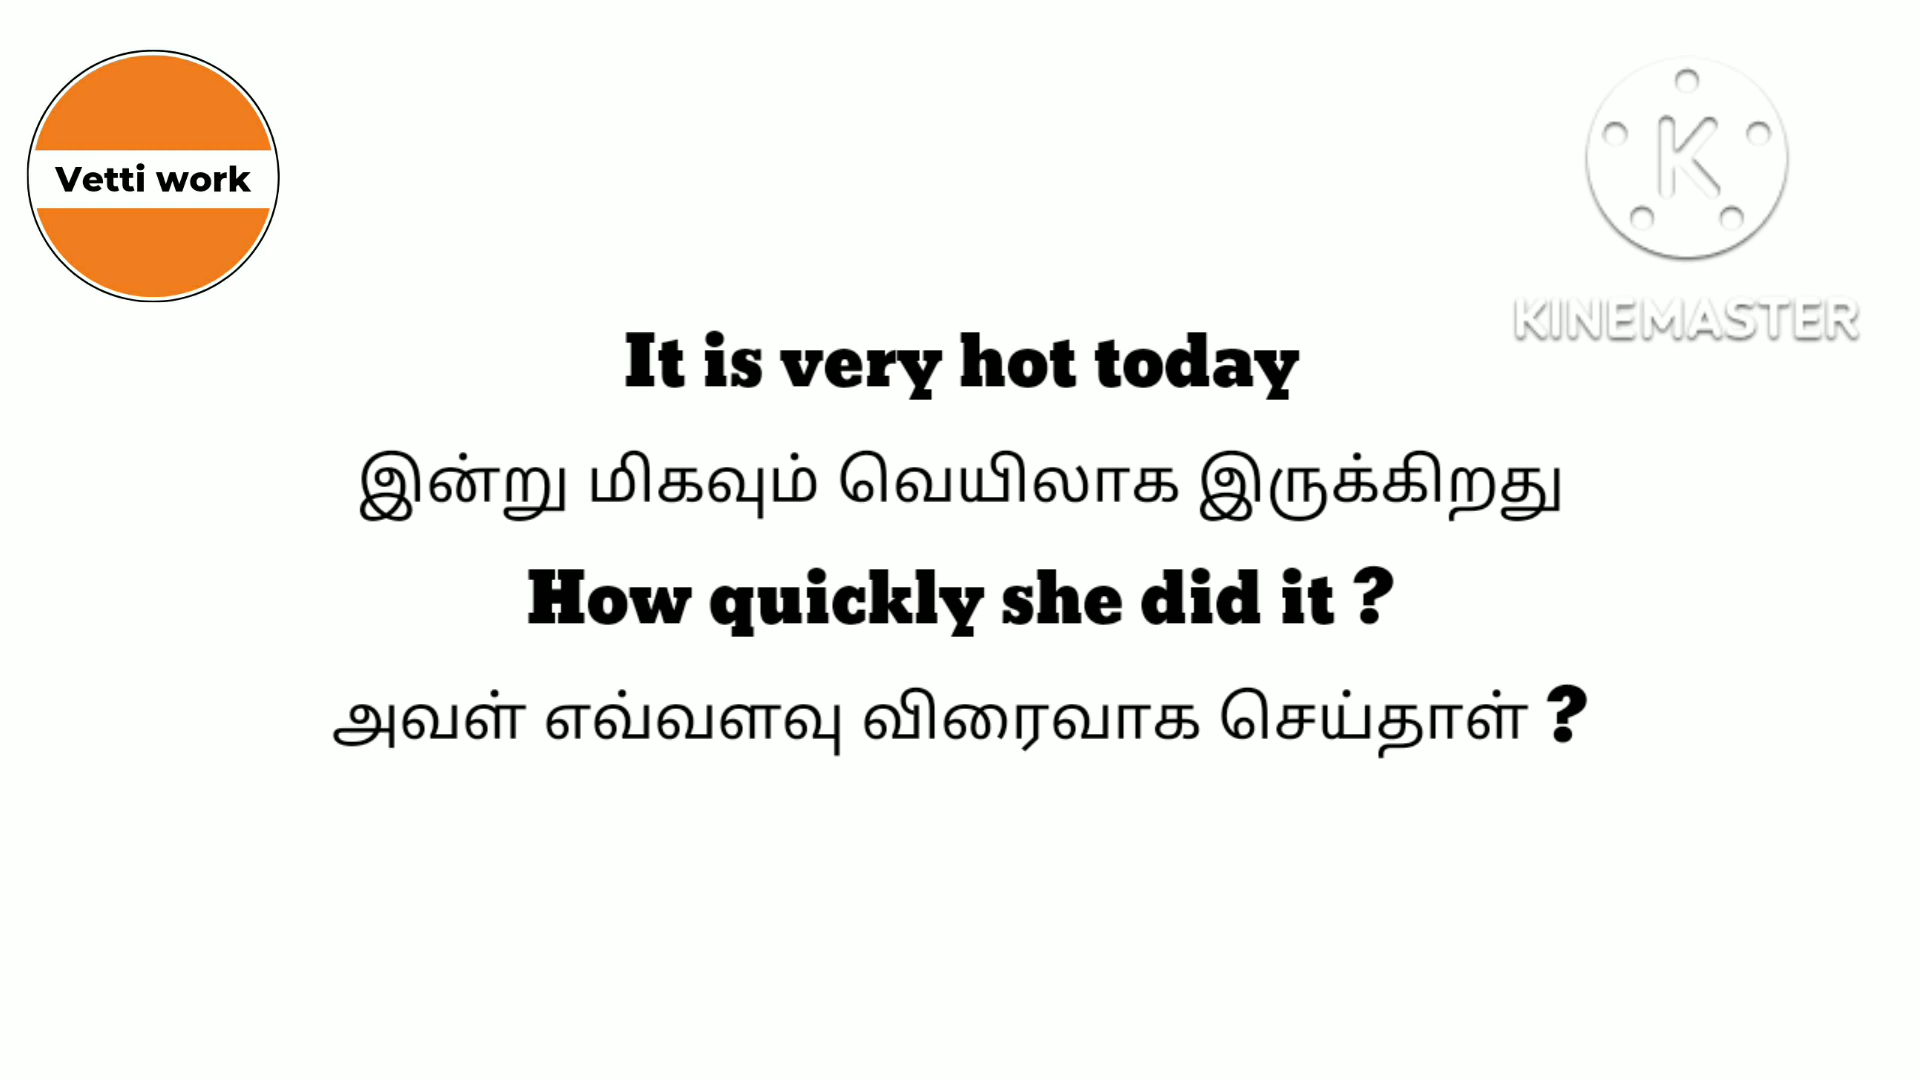 Vetti work
KINEMASTER
It is very hot today
இன்று மிகவும் வெயிலாக இருக்கிறது
How quickly she did it ?
அவள் எவ்வளவு விரைவாக செய்தாள் ?